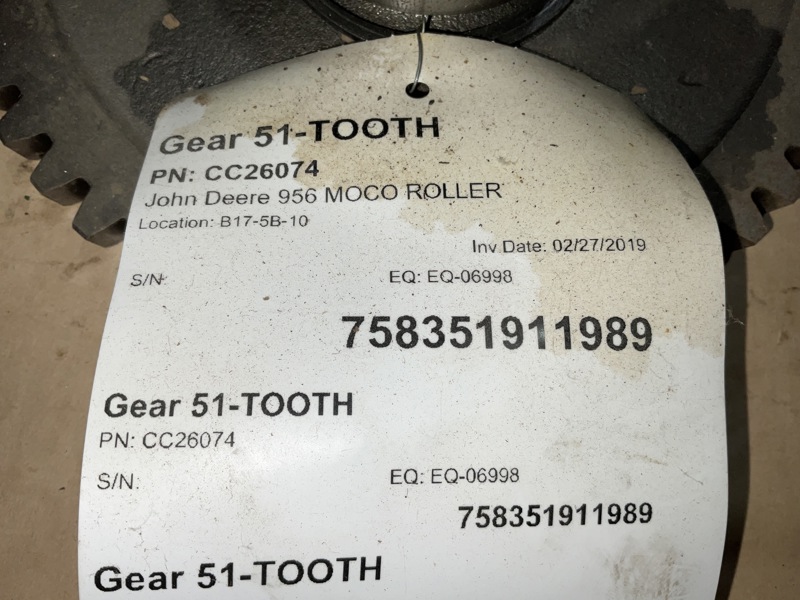 Gear 51-TOOTH
PN: CC26074
John Deere 956 MOCO ROLLER
Location: B17-5B-10
Inv Date: 02/27/2019
S/N: EQ: EQ-06998
758351911989
Gear 51-TOOTH
PN: CC26074
S/N: EQ: EQ-06998
758351911989
Gear 51-TOOTH